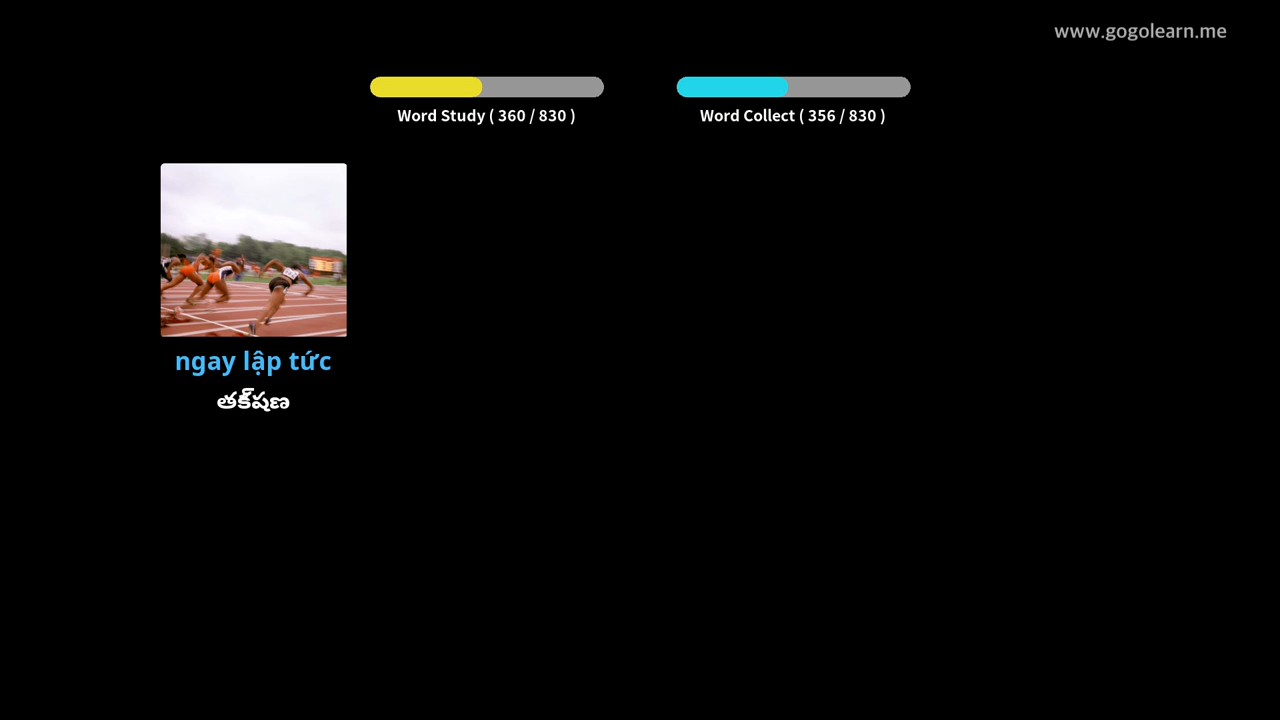 www.gogolearn.me
Word Study ( 360 / 830 )
Word Collect ( 356 / 830 )
ngay lập tức
తక్షణ